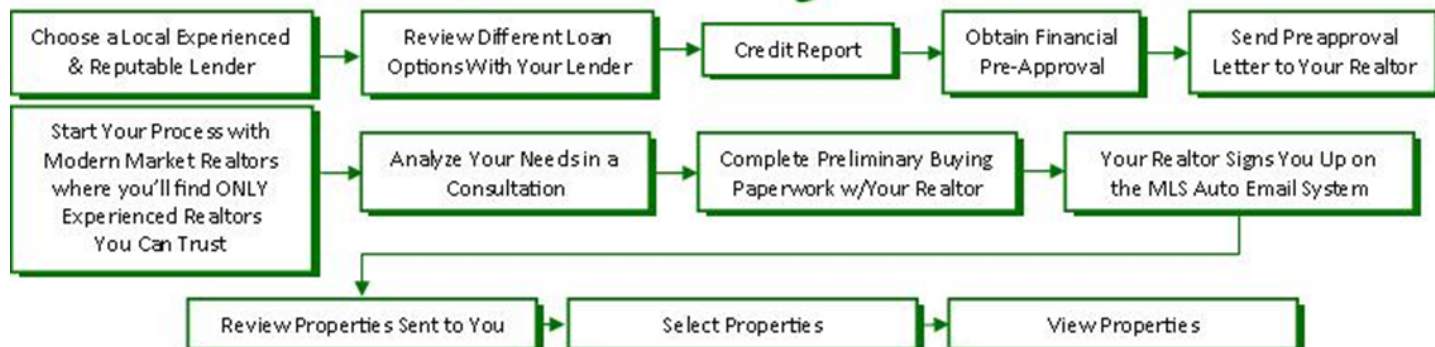 Choose a Local Experienced
& Reputable Lender
Review Different Loan
Options With Your Lender
Credit Report
Obtain Financial
Pre-Approval
Send Preapproval
Letter to Your Realtor
Start Your Process with
Modern Market Realtors
where you'll find ONLY
Experienced Realtors
You Can Trust
Analyze Your Needs in a
Consultation
Complete Preliminary Buying
Paperwork w/Your Realtor
Your Realtor Signs You Up on
the MLS Auto Email System
Review Properties Sent to You
Select Properties
View Properties